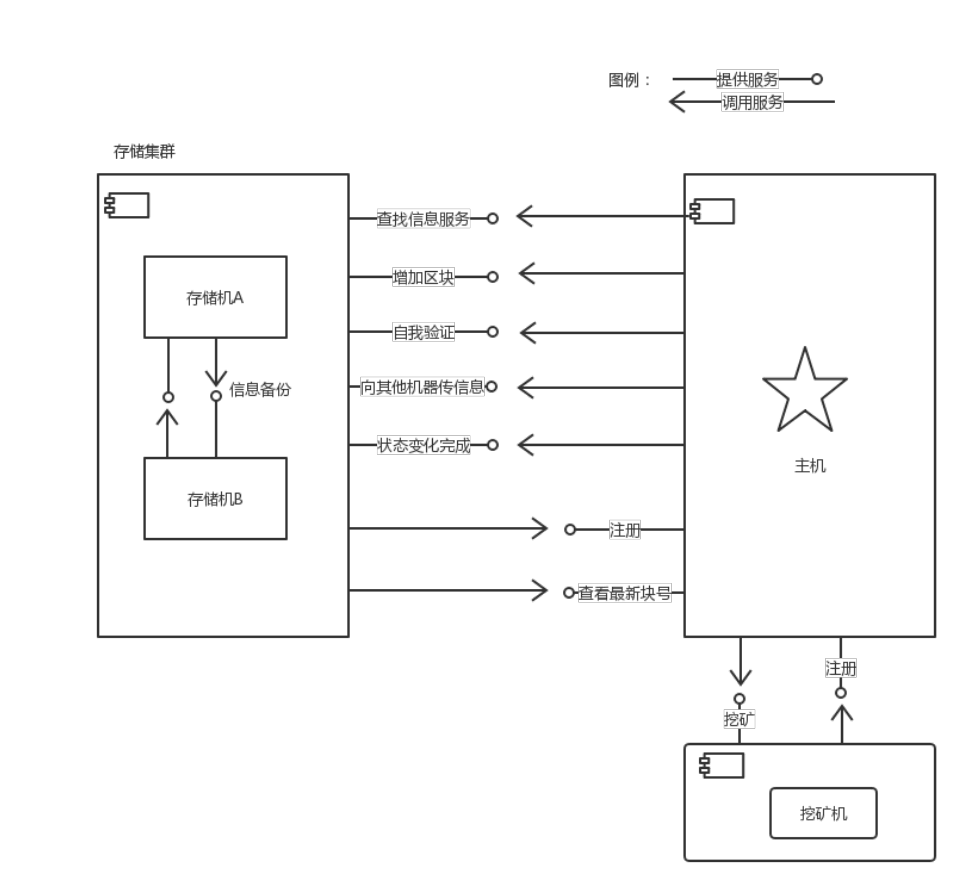 图例：
提供服务
调用服务
存储集群
查找信息服务
增加区块
存储机A
自我验证
信息备份
向其他机器传信息
状态变化完成
主机
存储机B
注册
查看最新块号
注册
挖矿
挖矿机